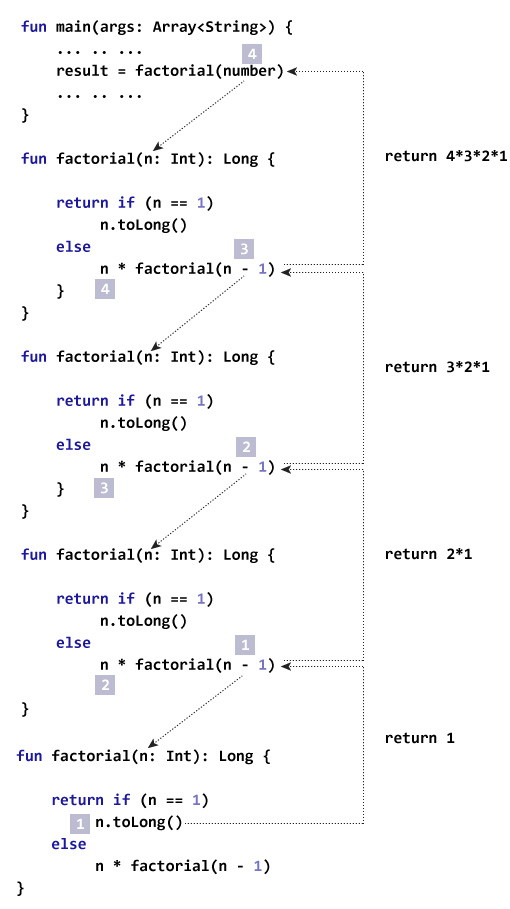 fun main(args: Array<String>) {
... .. ...
4
result = factorial(number)
... .. ...
}
fun factorial(n: Int): Long {
return 4*3*2*1
return if (n == 1)
n.toLong()
else
3
n * factorial(n - 1)
} 4
}
fun factorial(n: Int): Long {
return 3*2*1
return if (n == 1)
n.toLong()
else
2
n * factorial(n - 1)
} 3
}
fun factorial(n: Int): Long {
return 2*1
return if (n == 1)
n.toLong()
else
1
n * factorial(n - 1)
2
}
return 1
fun factorial(n: Int): Long {
return if (n == 1)
1 n.toLong()
else
n * factorial(n - 1)
}